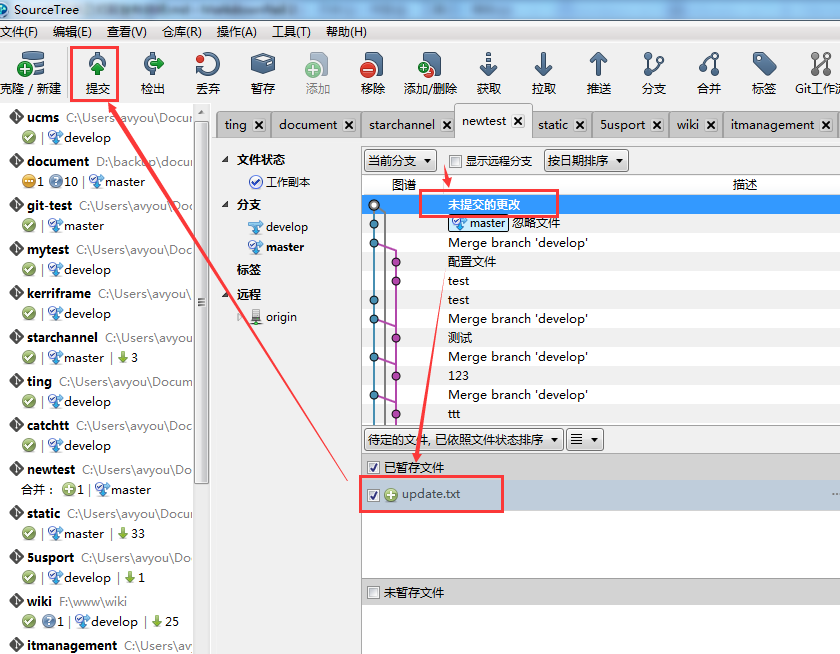 SourceTree
文件(F) 编辑(E) 查看(V) 仓库(R) 操作(A) 工具(T) 帮助(H)
克隆 / 新建 提交 检出 丢弃 暂存 添加 移除 添加/删除 获取 拉取 推送 分支 合并 标签 Git工作流
ucms C:\Users\avyou\Docu
develop
document D:\backup\docu
1 10 master
git-test C:\Users\avyou\Do
master
mytest C:\Users\avyou\Doc
develop
kerriframe C:\Users\avyou\
develop
starchannel C:\Users\avyou
master 3
ting C:\Users\avyou\Docum
develop
catchtt C:\Users\avyou\Doc
develop
newtest C:\Users\avyou\Do
合并： 1 master
static C:\Users\avyou\Docu
master 33
5usport C:\Users\avyou\Do
develop 1
wiki F:\www\wiki
1 develop 25
itmanagement C:\Users\av
ting document starchannel newtest static 5usport wiki itmanagement
文件状态
工作副本
分支
develop
master
标签
远程
origin
当前分支 显示远程分支 按日期排序
图谱 描述
未提交的更改
master 忽略文件
Merge branch 'develop'
配置文件
test
test
Merge branch 'develop'
测试
Merge branch 'develop'
123
Merge branch 'develop'
ttt
待定的文件, 已依照文件状态排序
已暂存文件
update.txt ...
未暂存文件